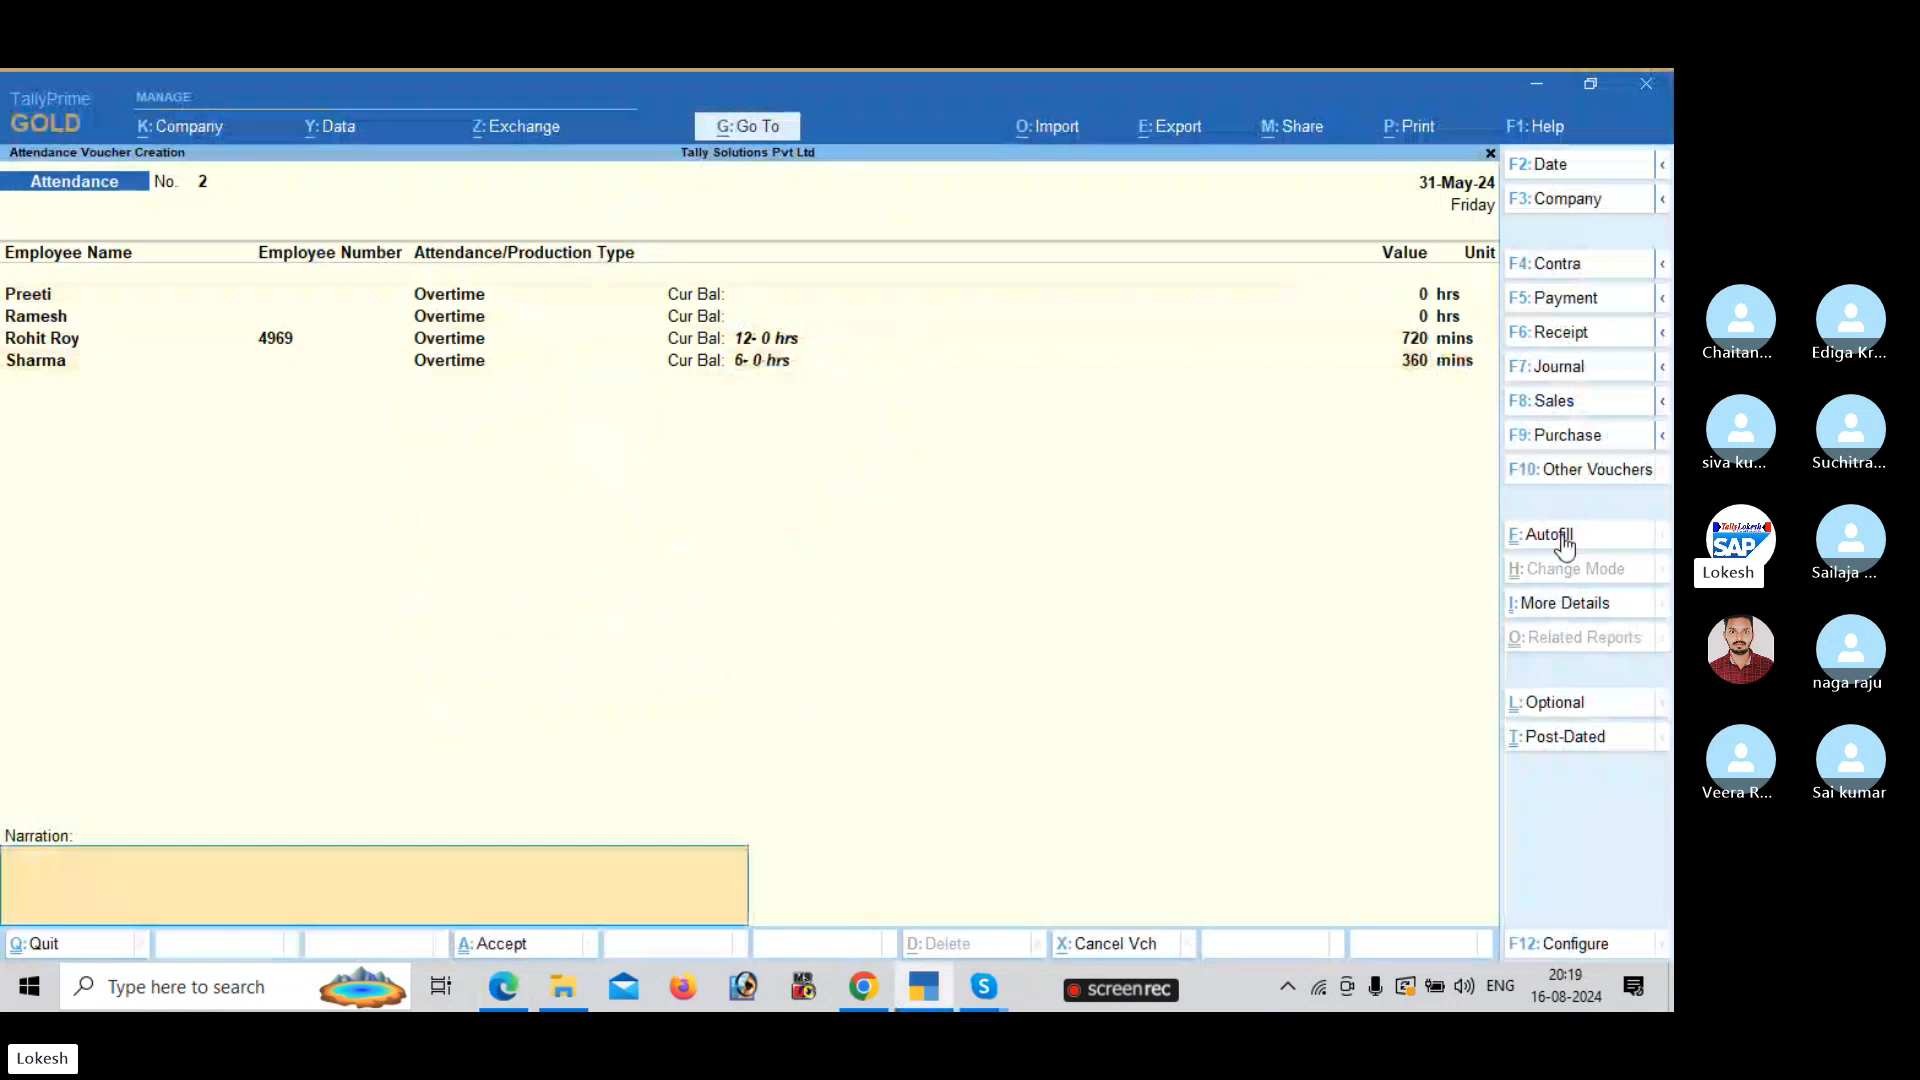 TallyPrime
GOLD
MANAGE
K: Company
Y: Data
Z: Exchange
G: Go To
O: Import
E: Export
M: Share
P: Print
F1: Help
Attendance Voucher Creation
Tally Solutions Pvt Ltd
Attendance No. 2
31-May-24
Friday
Employee Name Employee Number Attendance/Production Type Value Unit
Preeti Overtime Cur Bal: 0 hrs
Ramesh Overtime Cur Bal: 0 hrs
Rohit Roy 4969 Overtime Cur Bal: 12- 0 hrs 720 mins
Sharma Overtime Cur Bal: 6- 0 hrs 360 mins
Narration:
Q: Quit
A: Accept
D: Delete
X: Cancel Vch
F2: Date
F3: Company
F4: Contra
F5: Payment
F6: Receipt
F7: Journal
F8: Sales
F9: Purchase
F10: Other Vouchers
F: Autofill
H: Change Mode
I: More Details
O: Related Reports
L: Optional
T: Post-Dated
F12: Configure
Type here to search
screenrec
ENG
20:19
16-08-2024
Chaitan...
Ediga Kr...
siva ku...
Suchitra...
TallyLokesh
SAP
Lokesh
Sailaja ...
naga raju
Veera R...
Sai kumar
Lokesh